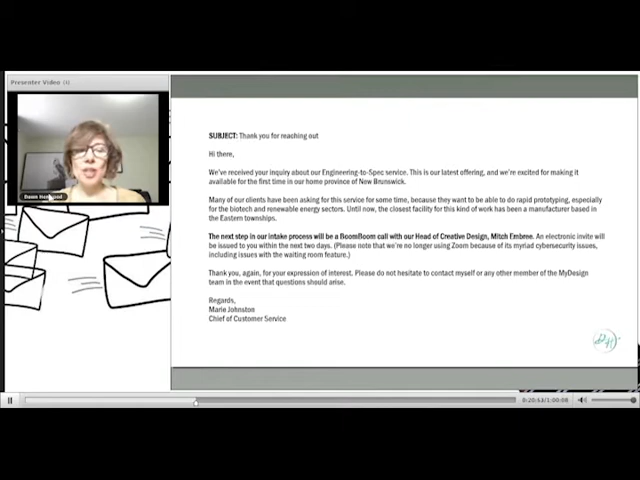 Presenter Video (1)
SUBJECT: Thank you for reaching out
Hi there,
We've received your inquiry about our Engineering-to-Spec service. This is our latest offering, and we're excited for making it
available for the first time in our home province of New Brunswick.
Many of our clients have been asking for this service for some time, because they want to be able to do rapid prototyping, especially
for the biotech and renewable energy sectors. Until now, the closest facility for this kind of work has been a manufacturer based in
the Eastern townships.
The next step in our intake process will be a BoomBoom call with our Head of Creative Design, Mitch Embree. An electronic invite will
be issued to you within the next two days. (Please note that we're no longer using Zoom because of its myriad cybersecurity issues,
including issues with the waiting room feature.)
Thank you, again, for your expression of interest. Please do not hesitate to contact myself or any other member of the MyDesign
team in the event that questions should arise.
Regards,
Marie Johnston
Chief of Customer Service
DH
0:20:53/1:00:08